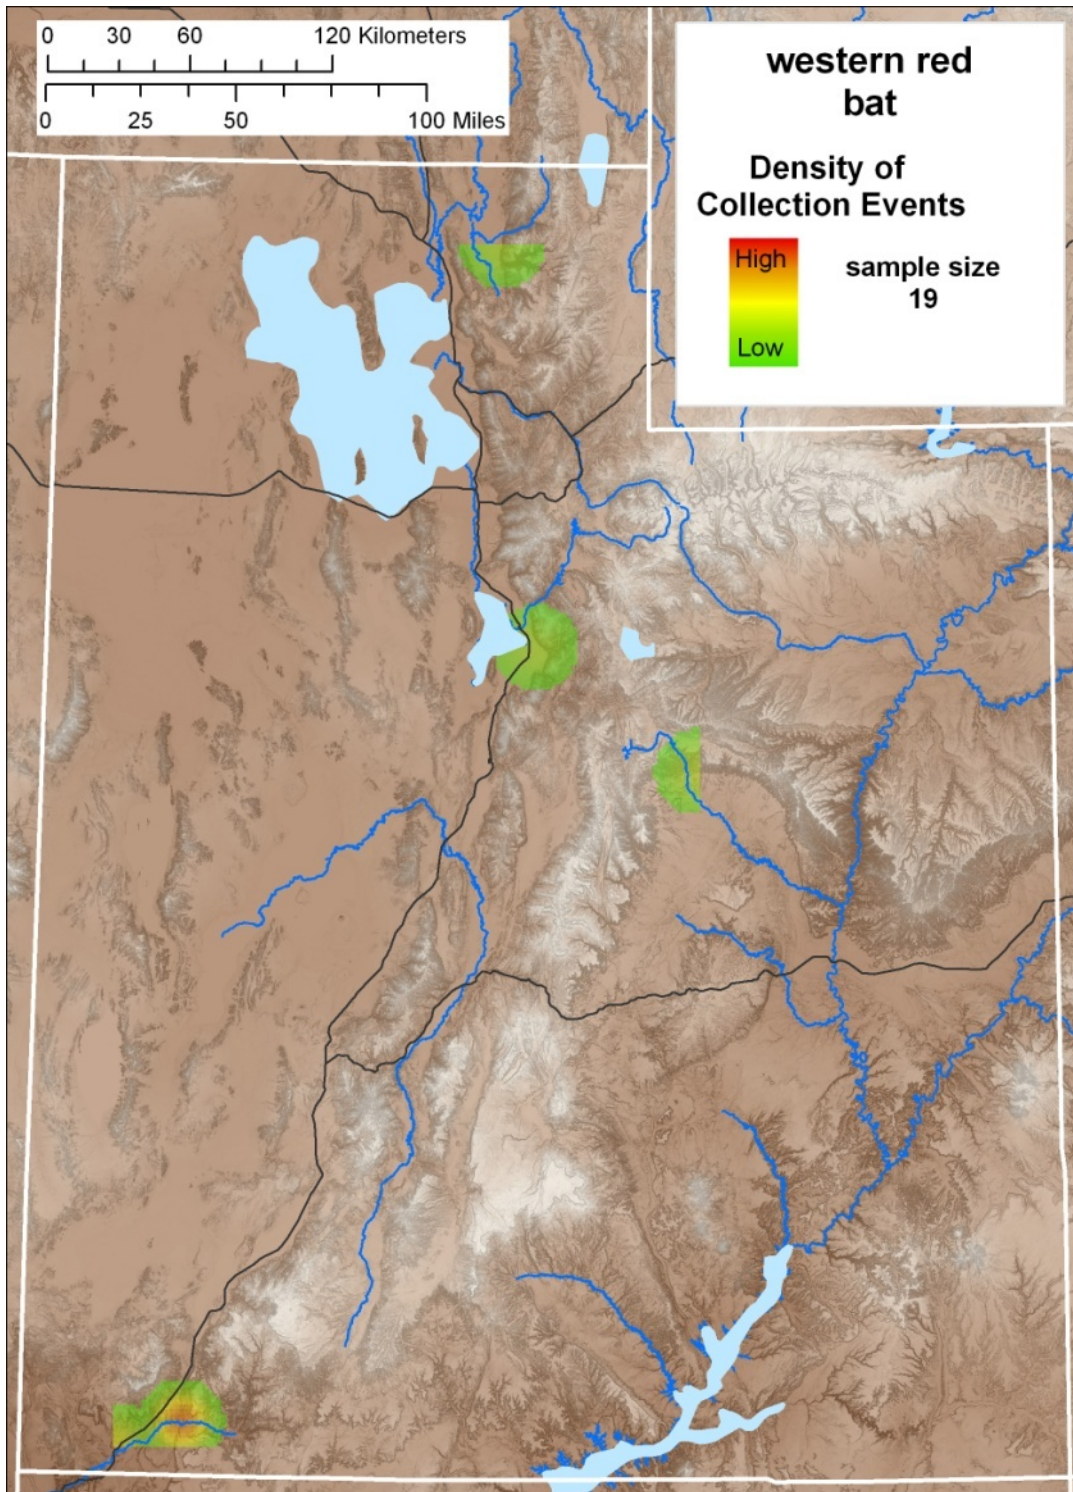 0 30 60 120 Kilometers
0 25 50 100 Miles
western red
bat
Density of
Collection Events
High
Low
sample size
19